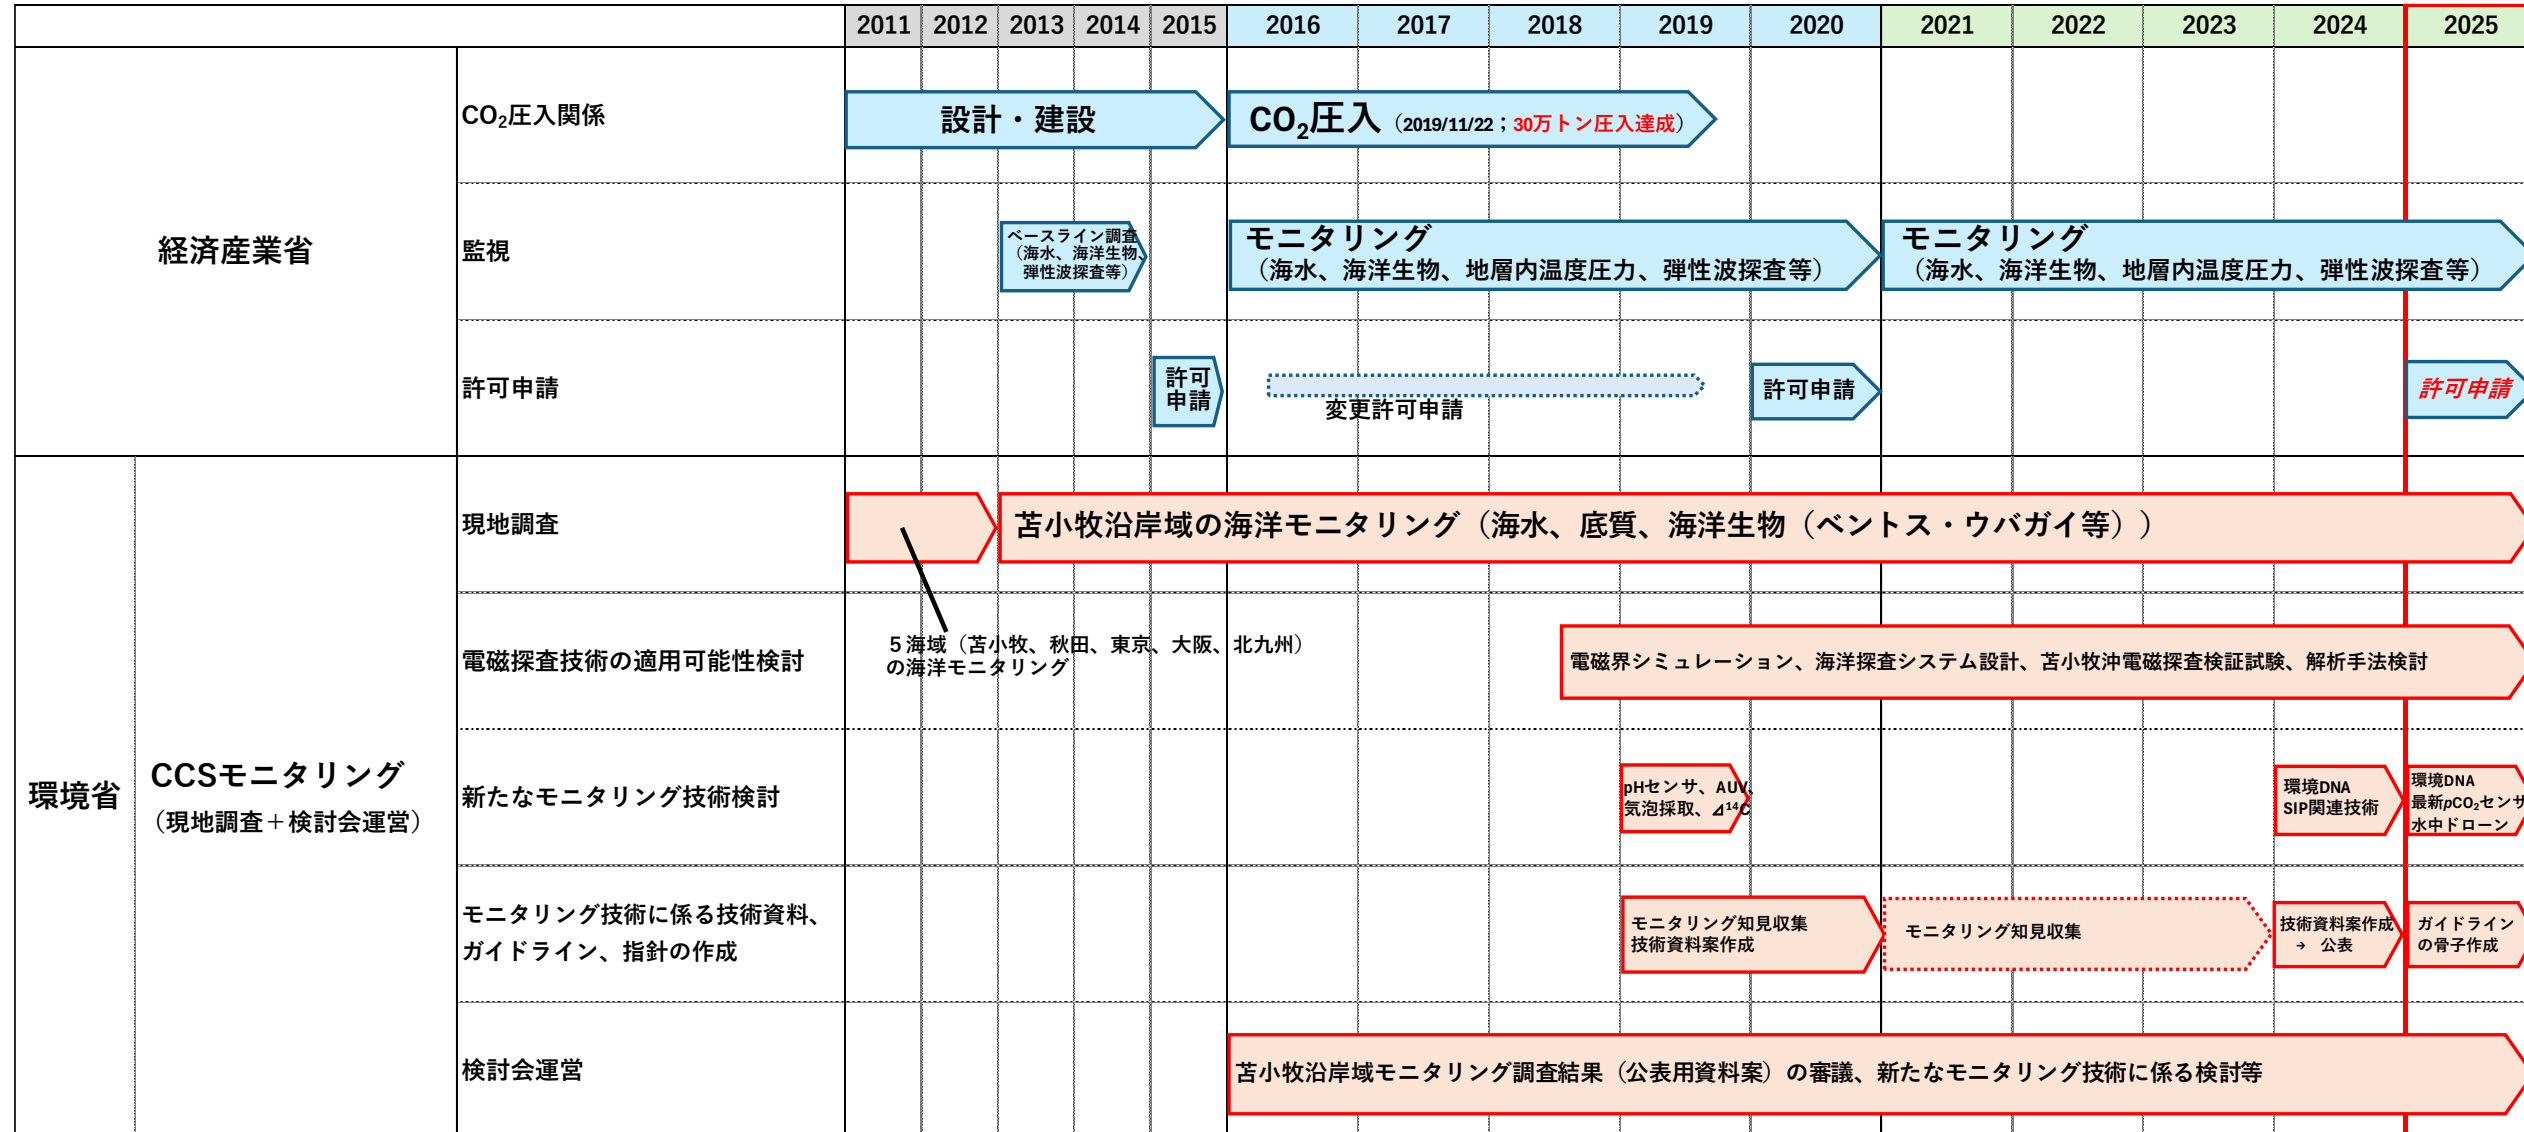 2011 2012 2013 2014 2015 2016 2017 2018 2019 2020 2021 2022 2023 2024 2025
経済産業省
CO₂圧入関係
設計・建設
CO₂圧入（2019/11/22；30万トン圧入達成）
監視
ベースライン調査
（海水、海洋生物、
弾性波探査等）
モニタリング
（海水、海洋生物、地層内温度圧力、弾性波探査等）
モニタリング
（海水、海洋生物、地層内温度圧力、弾性波探査等）
許可申請
許可
申請
変更許可申請
許可申請
許可申請
環境省
CCSモニタリング
（現地調査＋検討会運営）
現地調査
苫小牧沿岸域の海洋モニタリング（海水、底質、海洋生物（ベントス・ウバガイ等））
５海域（苫小牧、秋田、東京、大阪、北九州）
の海洋モニタリング
電磁探査技術の適用可能性検討
電磁界シミュレーション、海洋探査システム設計、苫小牧沖電磁探査検証試験、解析手法検討
新たなモニタリング技術検討
pHセンサ、AUV、
気泡採取、⊿¹⁴C
環境DNA
SIP関連技術
環境DNA
最新pCO₂センサ
水中ドローン
モニタリング技術に係る技術資料、
ガイドライン、指針の作成
モニタリング知見収集
技術資料案作成
モニタリング知見収集
技術資料案作成
→ 公表
ガイドライン
の骨子作成
検討会運営
苫小牧沿岸域モニタリング調査結果（公表用資料案）の審議、新たなモニタリング技術に係る検討等